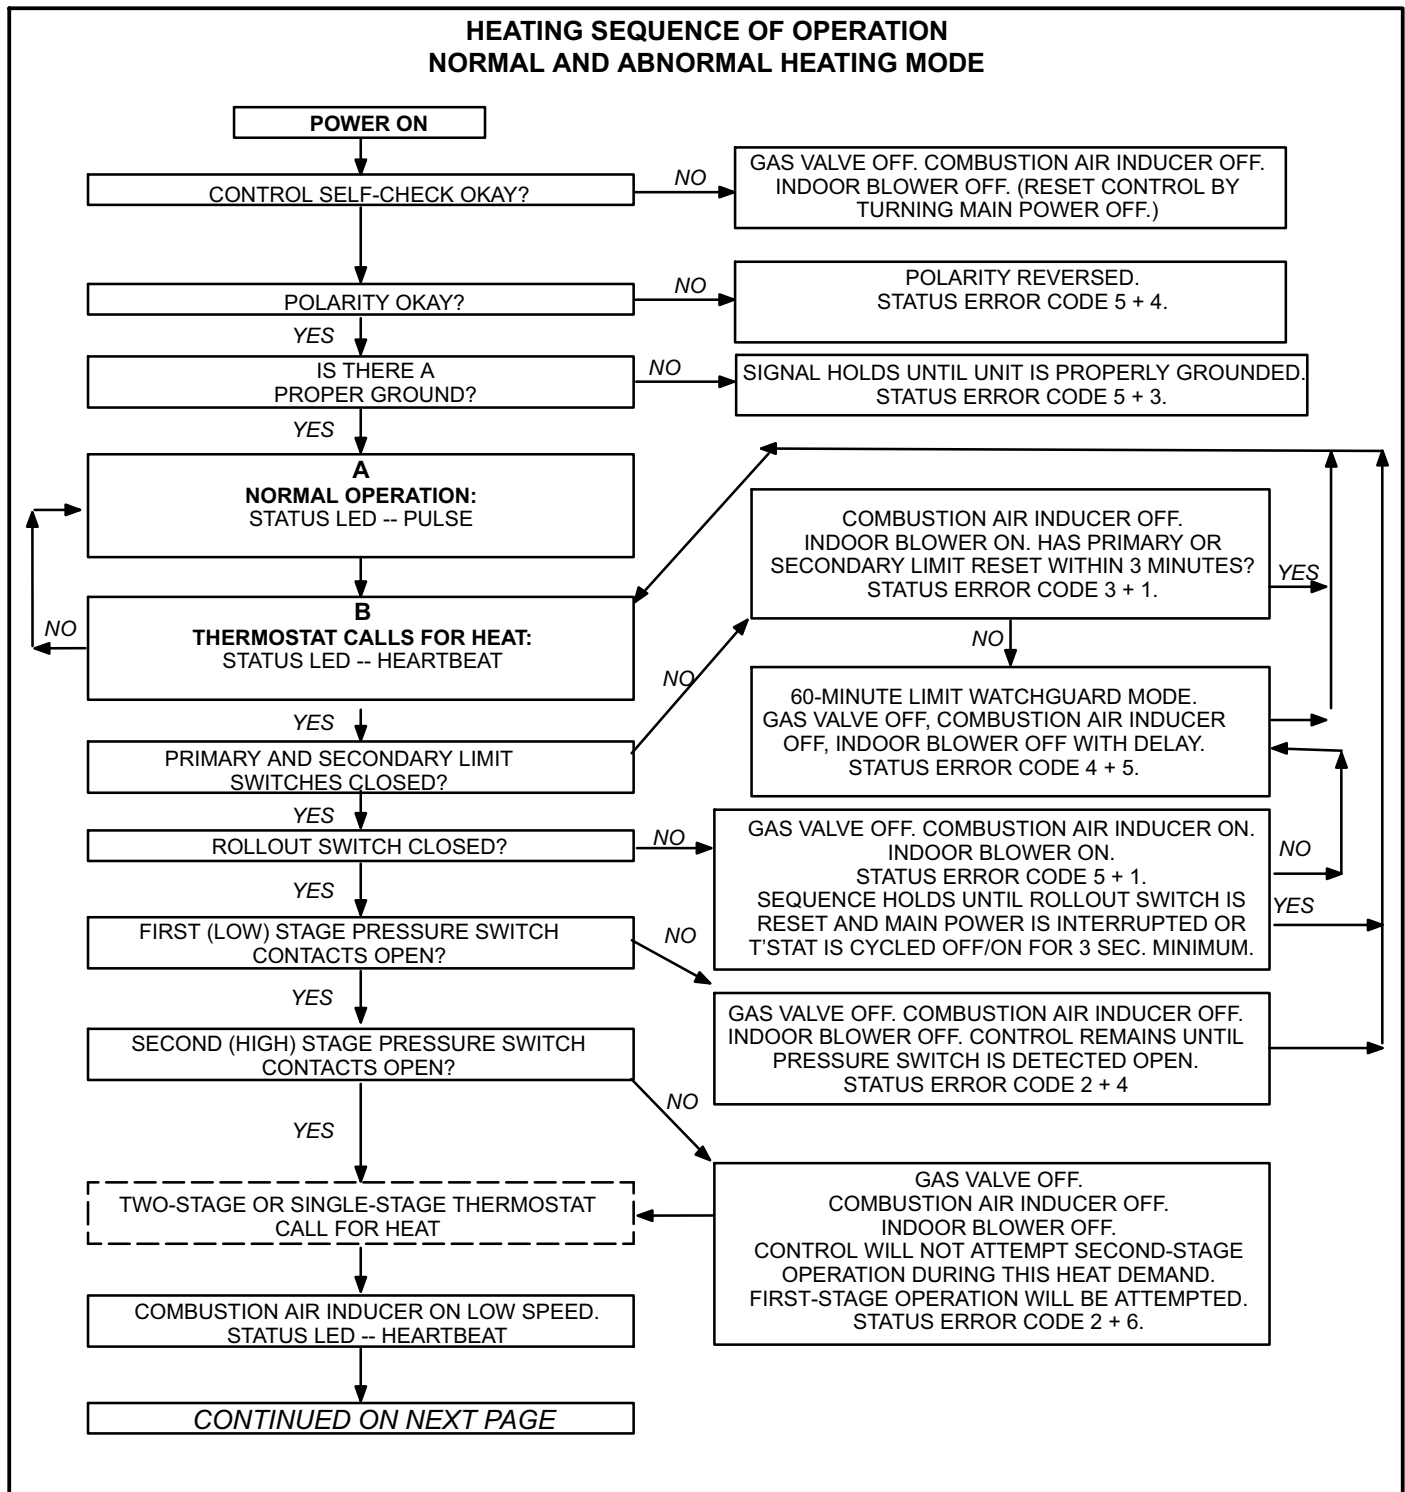 HEATING SEQUENCE OF OPERATION
NORMAL AND ABNORMAL HEATING MODE
POWER ON
CONTROL SELF-CHECK OKAY?
NO
GAS VALVE OFF. COMBUSTION AIR INDUCER OFF.
INDOOR BLOWER OFF. (RESET CONTROL BY
TURNING MAIN POWER OFF.)
POLARITY OKAY?
NO
POLARITY REVERSED.
STATUS ERROR CODE 5 + 4.
YES
IS THERE A
PROPER GROUND?
NO
SIGNAL HOLDS UNTIL UNIT IS PROPERLY GROUNDED.
STATUS ERROR CODE 5 + 3.
YES
A
NORMAL OPERATION:
STATUS LED -- PULSE
COMBUSTION AIR INDUCER OFF.
INDOOR BLOWER ON. HAS PRIMARY OR
SECONDARY LIMIT RESET WITHIN 3 MINUTES?
STATUS ERROR CODE 3 + 1.
YES
NO
B
THERMOSTAT CALLS FOR HEAT:
STATUS LED -- HEARTBEAT
NO
NO
60-MINUTE LIMIT WATCHGUARD MODE.
GAS VALVE OFF, COMBUSTION AIR INDUCER
OFF, INDOOR BLOWER OFF WITH DELAY.
STATUS ERROR CODE 4 + 5.
YES
PRIMARY AND SECONDARY LIMIT
SWITCHES CLOSED?
YES
ROLLOUT SWITCH CLOSED?
NO
GAS VALVE OFF. COMBUSTION AIR INDUCER ON.
INDOOR BLOWER ON.
STATUS ERROR CODE 5 + 1.
SEQUENCE HOLDS UNTIL ROLLOUT SWITCH IS
RESET AND MAIN POWER IS INTERRUPTED OR
T'STAT IS CYCLED OFF/ON FOR 3 SEC. MINIMUM.
NO
YES
YES
FIRST (LOW) STAGE PRESSURE SWITCH
CONTACTS OPEN?
NO
GAS VALVE OFF. COMBUSTION AIR INDUCER OFF.
INDOOR BLOWER OFF. CONTROL REMAINS UNTIL
PRESSURE SWITCH IS DETECTED OPEN.
STATUS ERROR CODE 2 + 4
YES
SECOND (HIGH) STAGE PRESSURE SWITCH
CONTACTS OPEN?
NO
YES
GAS VALVE OFF.
COMBUSTION AIR INDUCER OFF.
INDOOR BLOWER OFF.
CONTROL WILL NOT ATTEMPT SECOND-STAGE
OPERATION DURING THIS HEAT DEMAND.
FIRST-STAGE OPERATION WILL BE ATTEMPTED.
STATUS ERROR CODE 2 + 6.
TWO-STAGE OR SINGLE-STAGE THERMOSTAT
CALL FOR HEAT
COMBUSTION AIR INDUCER ON LOW SPEED.
STATUS LED -- HEARTBEAT
CONTINUED ON NEXT PAGE